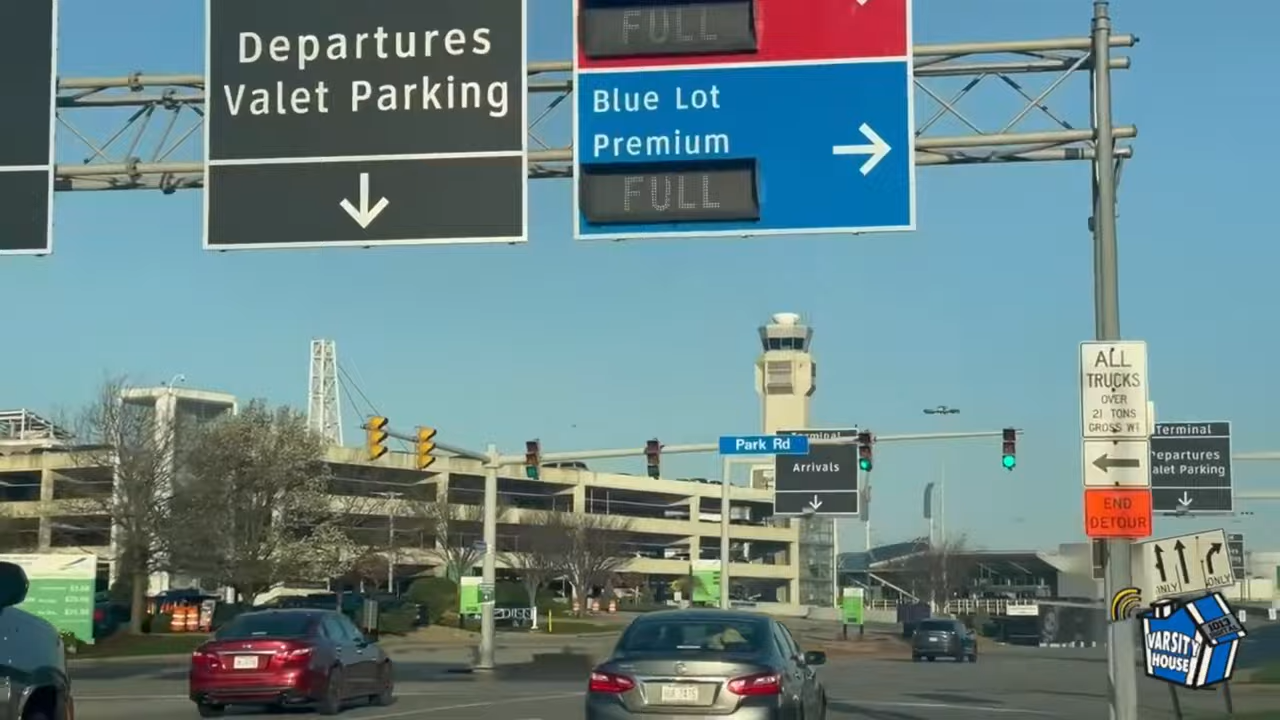 Departures
Valet Parking
FULL
Blue Lot
Premium
FULL
ALL
TRUCKS
OVER
21 TONS
GROSS WT
END
DETOUR
Park Rd
Terminal
Arrivals
Terminal
Departures
Valet Parking
ONLY
ONLY
VARSITY
HOUSE